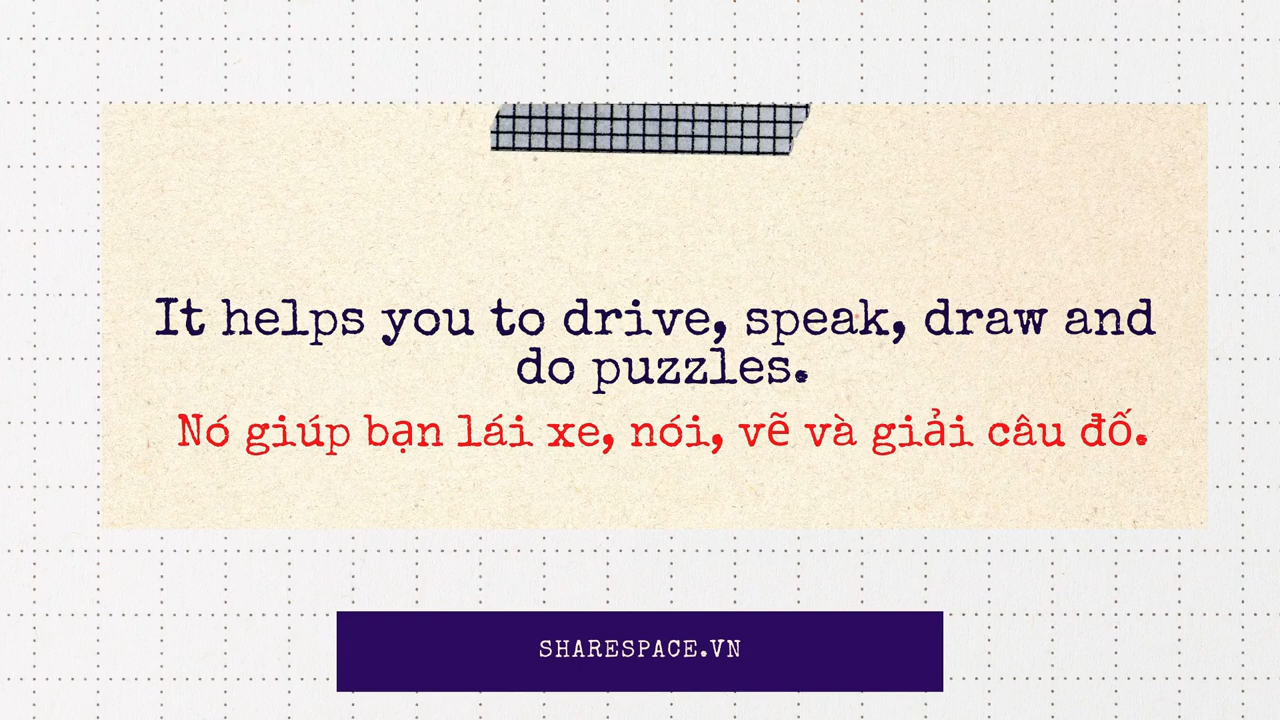 It helps you to drive, speak, draw and
do puzzles.
Nó giúp bạn lái xe, nói, vẽ và giải câu đố.
SHARESPACE.VN